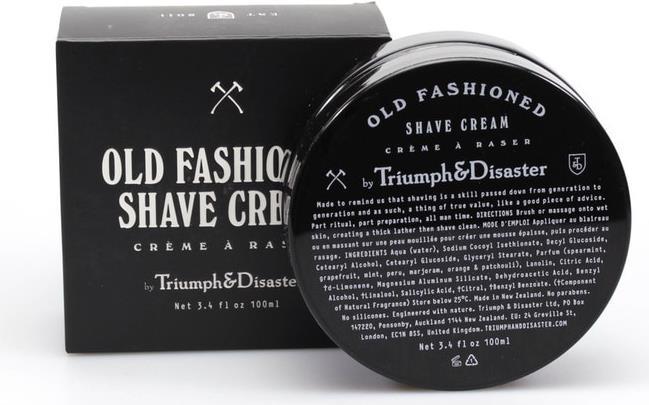 EST 2011
OLD FASHIO
SHAVE CRE
CRÈME À RAS
by Triumph&Disaste
Net 3.4 fl oz 100ml
OLD FASHIONED
SHAVE CREAM
CRÈME À RASER
by Triumph&Disaster
T&D
Made to remind us that shaving is a skill passed down from generation to
generation and as such, a thing of true value, like a good piece of advice.
Part ritual, part preparation, all man time. DIRECTIONS Brush or massage onto wet
skin, creating a thick lather then shave clean. MODE D'EMPLOI Appliquer au blaireau
ou en massant sur une peau mouillée pour créer une mousse épaisse, puis procéder au
rasage. INGREDIENTS Aqua (water), Sodium Cocoyl Isethionate, Decyl Glucoside,
Cetearyl Alcohol, Cetearyl Glucoside, Glyceryl Stearate, Parfum (spearmint,
grapefruit, mint, peru, marjoram, orange & patchouli), Lanolin, Citric Acid,
†d-Limonene, Magnesium Aluminum Silicate, Dehydroacetic Acid, Benzyl
Alcohol, †Linalool, Salicylic Acid, †Citral, †Benzyl Benzoate. (†Component
of Natural Fragrance) Store below 25°C. Made in New Zealand. No parabens.
No silicones. Engineered with nature. Triumph & Disaster Ltd, PO Box
147220, Ponsonby, Auckland 1144 New Zealand. EU: 24 Greville St,
London, EC1N 8SS, United Kingdom. TRIUMPHANDDISASTER.COM
Net 3.4 fl oz 100ml